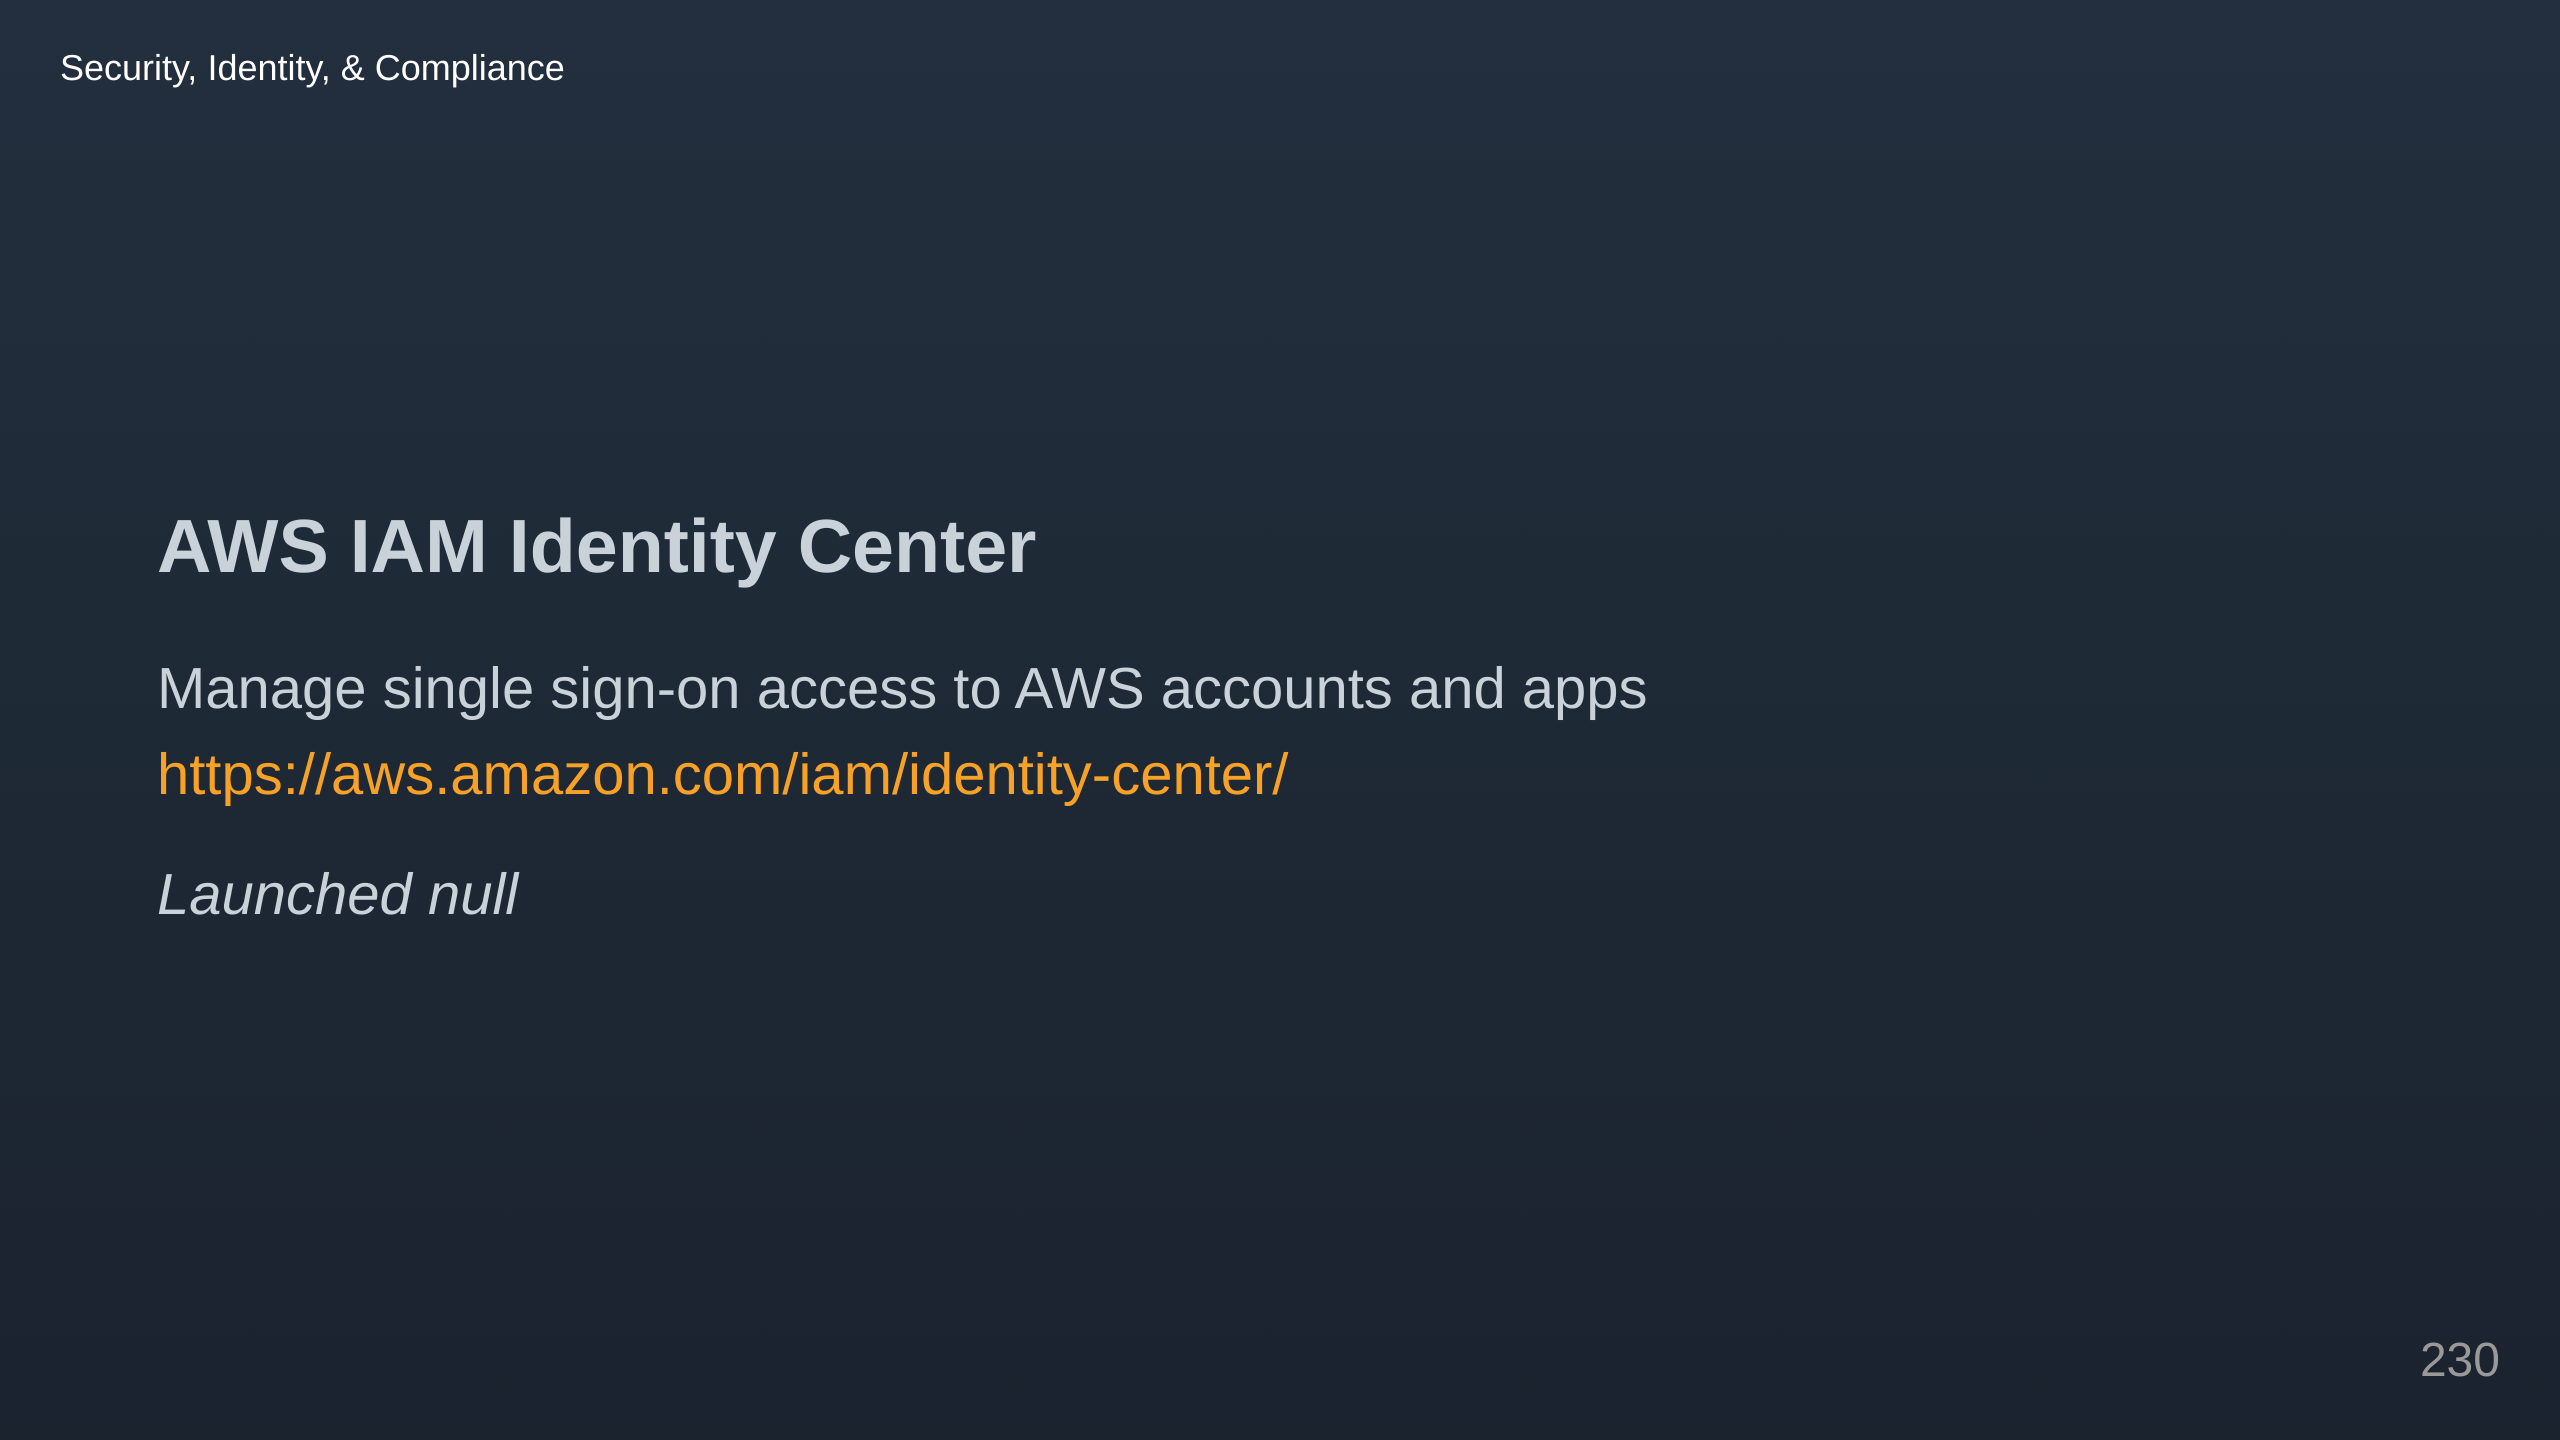 Security, Identity, & Compliance
AWS IAM Identity Center
Manage single sign-on access to AWS accounts and apps
https://aws.amazon.com/iam/identity-center/
Launched null
230